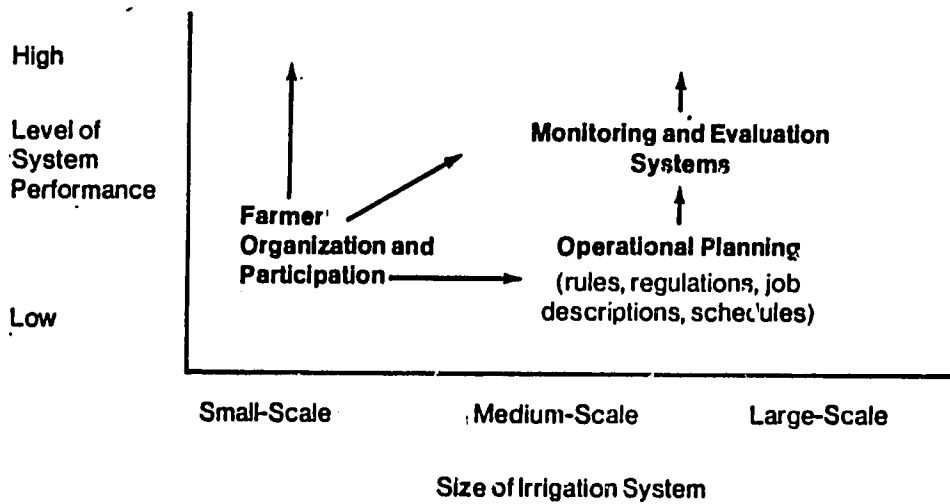 High
Level of
System
Performance
Low
Monitoring and Evaluation
Systems
Farmer
Organization and
Participation
Operational Planning
(rules, regulations, job
descriptions, schedules)
Small-Scale
Medium-Scale
Large-Scale
Size of Irrigation System